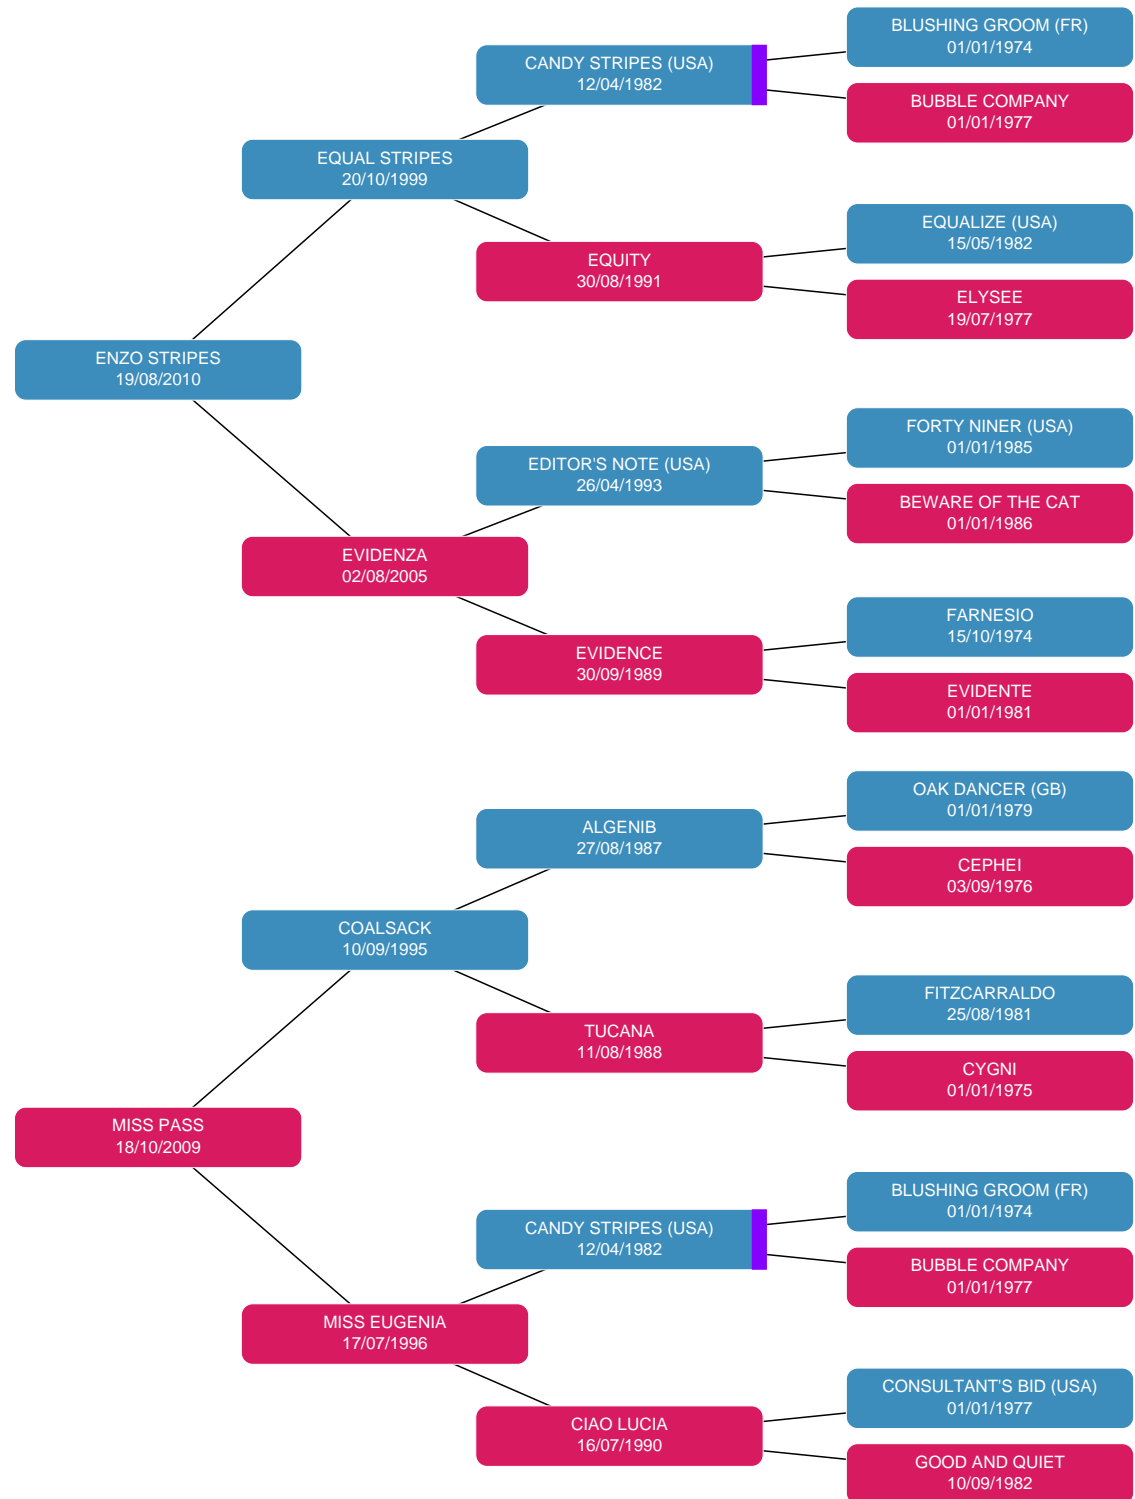 BLUSHING GROOM (FR)
01/01/1974
CANDY STRIPES (USA)
12/04/1982
BUBBLE COMPANY
01/01/1977
EQUAL STRIPES
20/10/1999
EQUALIZE (USA)
15/05/1982
EQUITY
30/08/1991
ELYSEE
19/07/1977
ENZO STRIPES
19/08/2010
FORTY NINER (USA)
01/01/1985
EDITOR'S NOTE (USA)
26/04/1993
BEWARE OF THE CAT
01/01/1986
EVIDENZA
02/08/2005
FARNESIO
15/10/1974
EVIDENCE
30/09/1989
EVIDENTE
01/01/1981
OAK DANCER (GB)
01/01/1979
ALGENIB
27/08/1987
CEPHEI
03/09/1976
COALSACK
10/09/1995
FITZCARRALDO
25/08/1981
TUCANA
11/08/1988
CYGNI
01/01/1975
MISS PASS
18/10/2009
BLUSHING GROOM (FR)
01/01/1974
CANDY STRIPES (USA)
12/04/1982
BUBBLE COMPANY
01/01/1977
MISS EUGENIA
17/07/1996
CONSULTANT'S BID (USA)
01/01/1977
CIAO LUCIA
16/07/1990
GOOD AND QUIET
10/09/1982